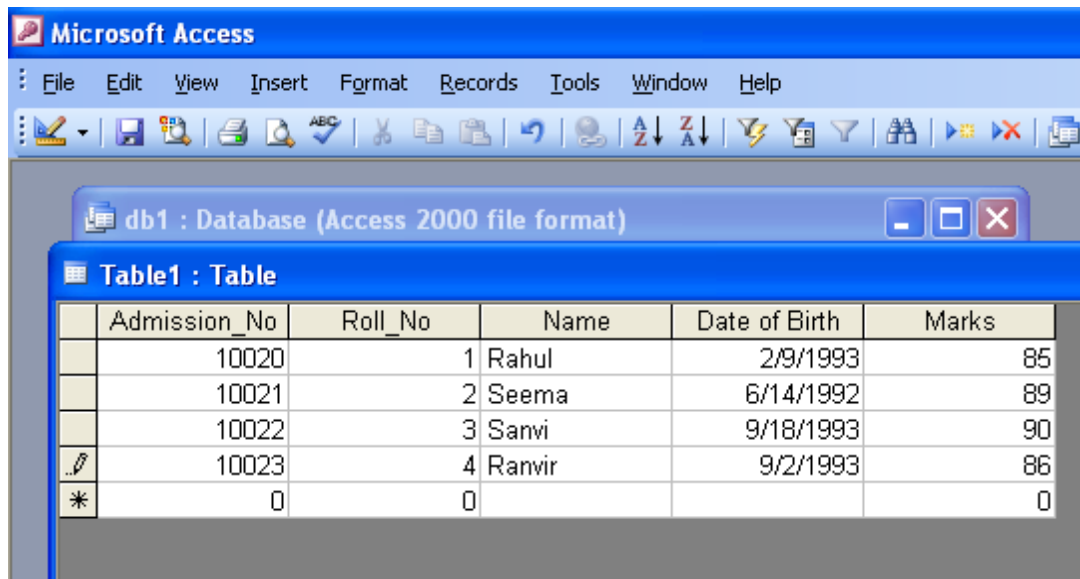 Microsoft Access
File Edit View Insert Format Records Tools Window Help
ABC A Z Z A
db1 : Database (Access 2000 file format)
Table1 : Table
Admission_No Roll_No Name Date of Birth Marks
10020 1 Rahul 2/9/1993 85
10021 2 Seema 6/14/1992 89
10022 3 Sanvi 9/18/1993 90
10023 4 Ranvir 9/2/1993 86
0 0 0